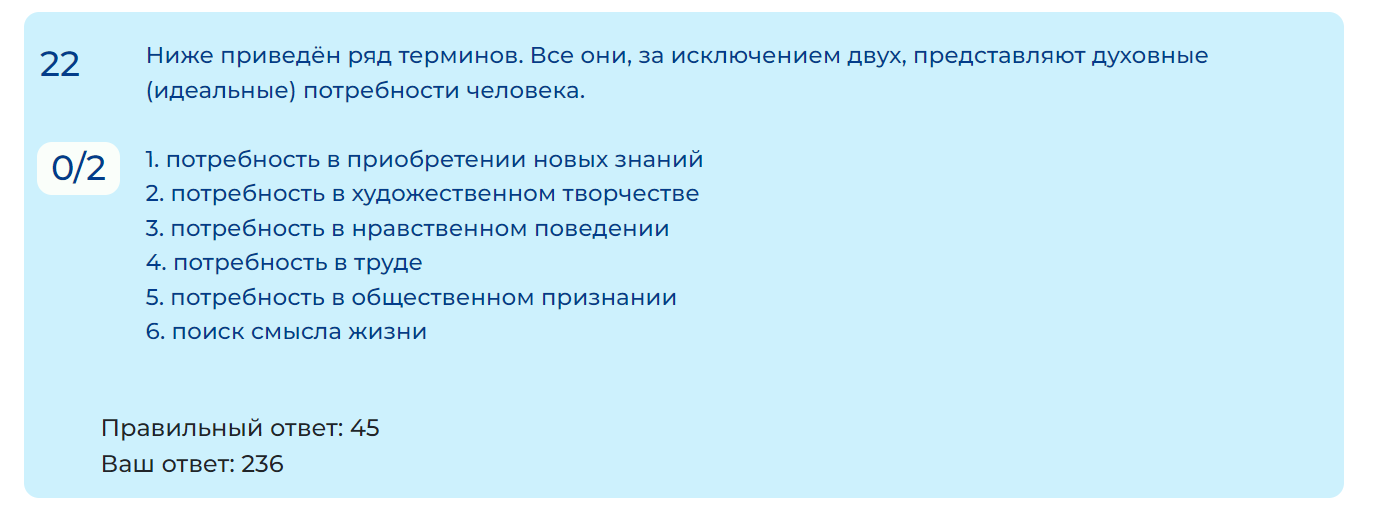 22
Ниже приведён ряд терминов. Все они, за исключением двух, представляют духовные
(идеальные) потребности человека.
0/2
1. потребность в приобретении новых знаний
2. потребность в художественном творчестве
3. потребность в нравственном поведении
4. потребность в труде
5. потребность в общественном признании
6. поиск смысла жизни
Правильный ответ: 45
Ваш ответ: 236